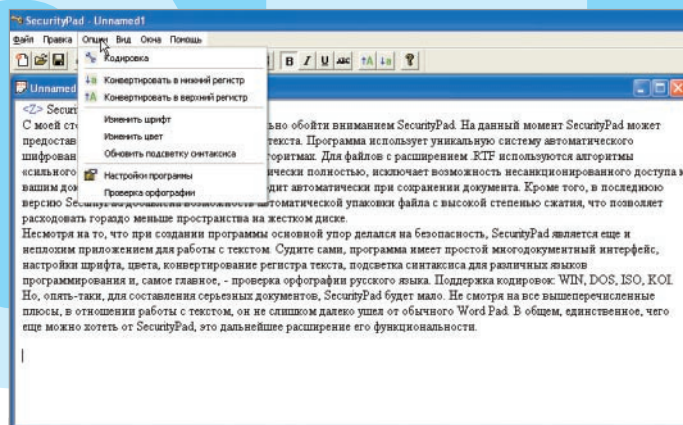 SecurityPad - Unnamed1
Файл Правка Опции Вид Окна Помощь
B I U ABC
Unnamed
Кодировка
Конвертировать в нижний регистр
Конвертировать в верхний регистр
Изменить шрифт
Изменить цвет
Обновить подсветку синтаксиса
Настройки программы
Проверка орфографии
<Z> Securi
С моей сто льно обойти вниманием SecurityPad. На данный момент SecurityPad может
предостав текста. Программа использует уникальную систему автоматического
шифрован горитмах. Для файлов с расширением .RTF используются алгоритмы
«сильного ически полностью, исключает возможность несанкционированного доступа к
вашим док дит автоматически при сохранении документа. Кроме того, в последнюю
версию SecurityPad добавлена возможность автоматической упаковки файла с высокой степенью сжатия, что позволяет
расходовать гораздо меньше пространства на жестком диске.
Несмотря на то, что при создании программы основной упор делался на безопасность, SecurityPad является еще и
неплохим приложением для работы с текстом. Судите сами, программа имеет простой многодокументный интерфейс,
настройки шрифта, цвета, конвертирование регистра текста, подсветка синтаксиса для различных языков
программирования и, самое главное, - проверка орфографии русского языка. Поддержка кодировок: WIN, DOS, ISO, KOI.
Но, опять-таки, для составления серьезных документов, SecurityPad будет мало. Не смотря на все вышеперечисленные
плюсы, в отношении работы с текстом, он не слишком далеко ушел от обычного Word Pad. В общем, единственное, чего
еще можно хотеть от SecurityPad, это дальнейшее расширение его функциональности.